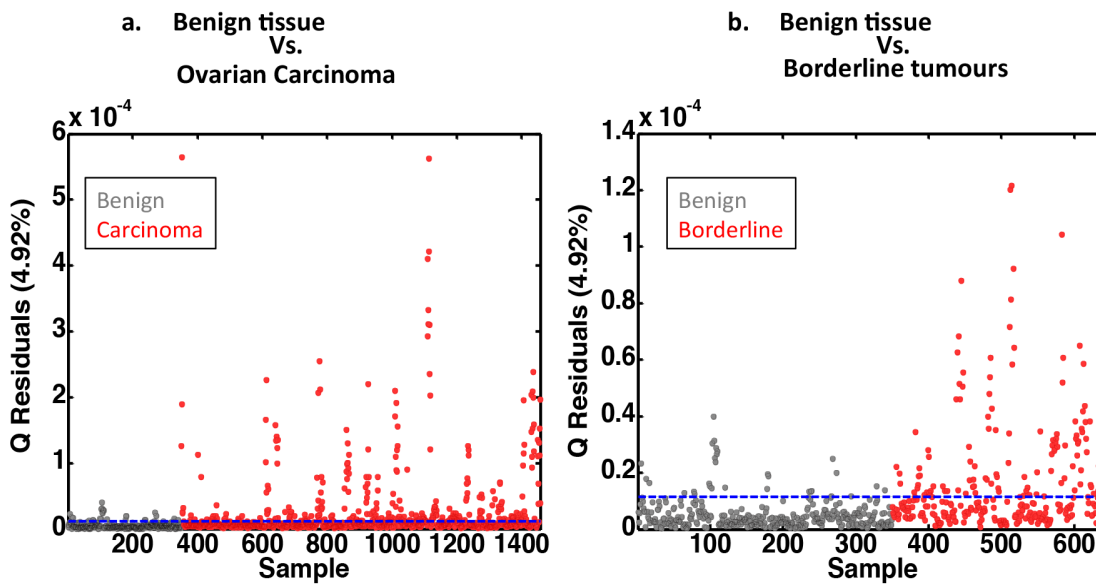 a. Benign tissue
Vs.
Ovarian Carcinoma
6 x 10⁻⁴
5
4
3
2
1
0
Q Residuals (4.92%)
Benign
Carcinoma
200 400 600 800 1000 1200 1400
Sample
b. Benign tissue
Vs.
Borderline tumours
1.4 x 10⁻⁴
1.2
1
0.8
0.6
0.4
0.2
0
Q Residuals (4.92%)
Benign
Borderline
100 200 300 400 500 600
Sample